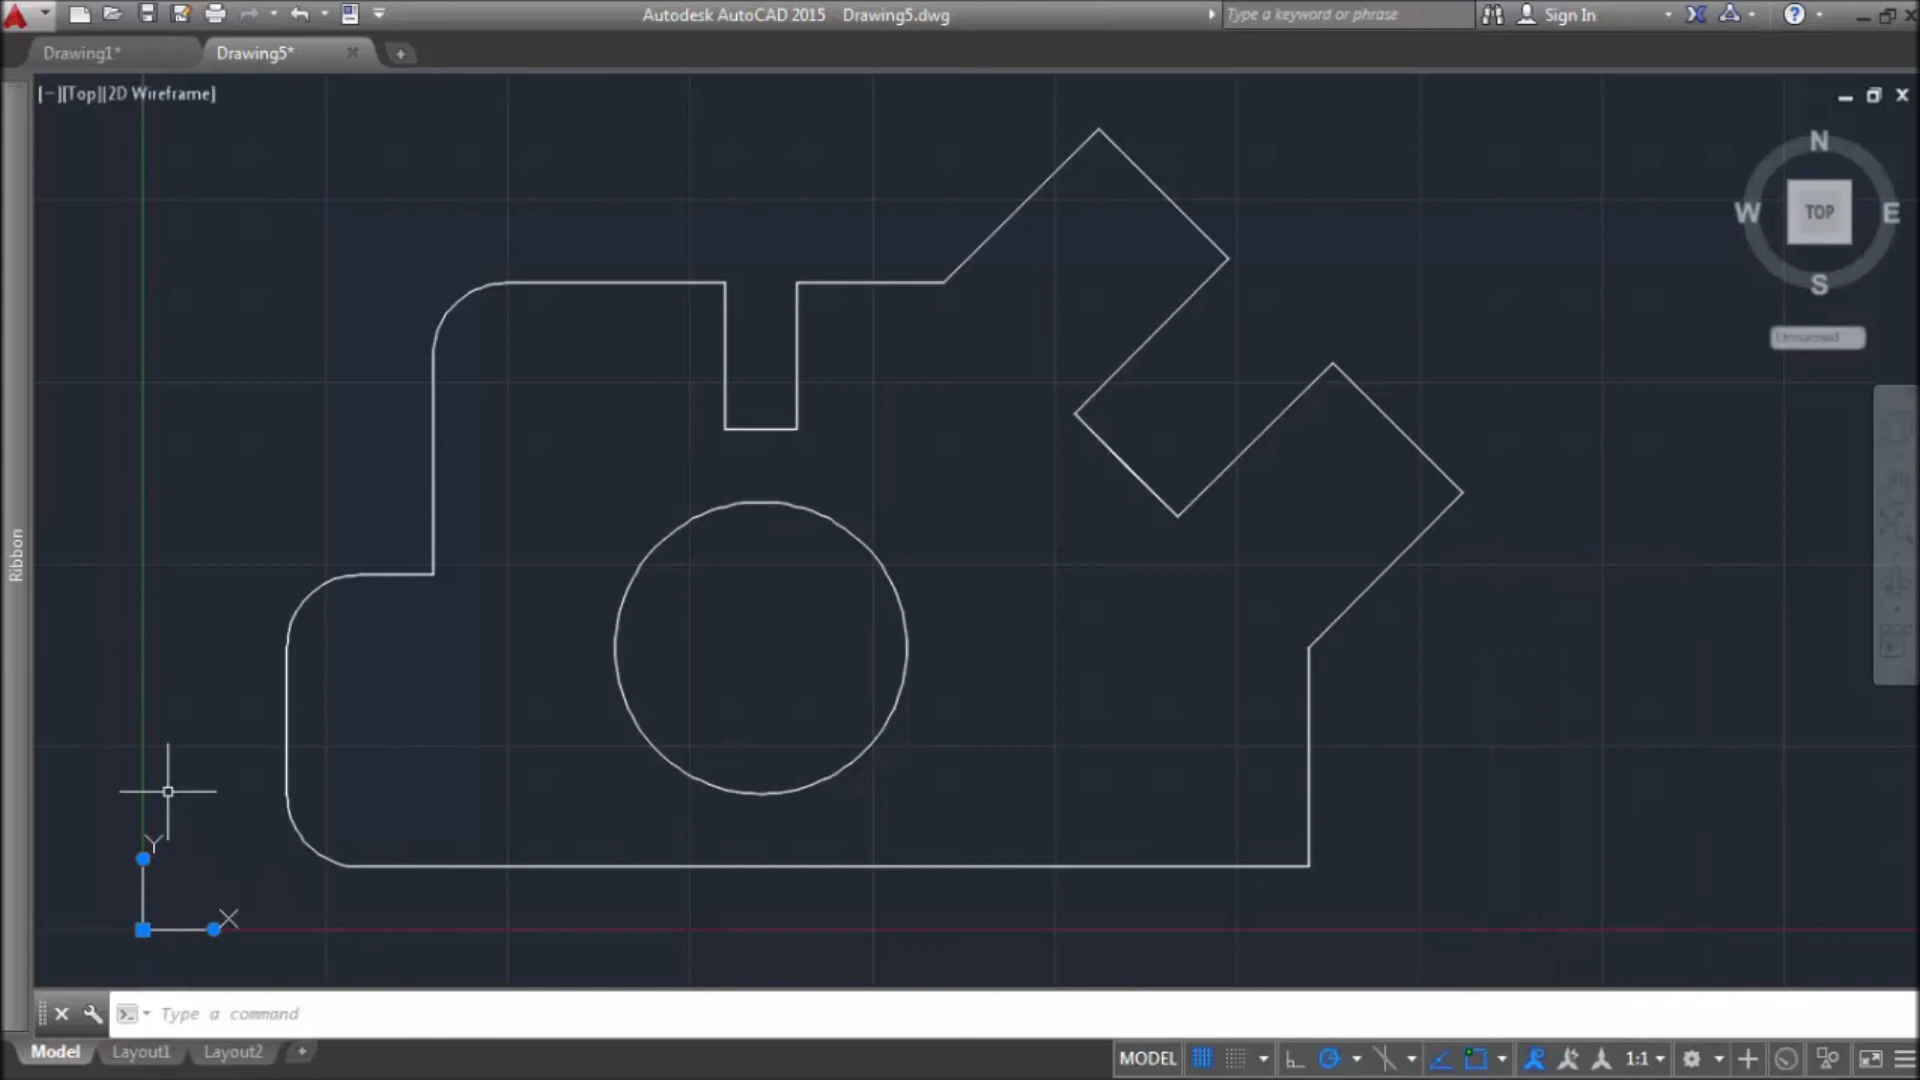 Autodesk AutoCAD 2015 Drawing5.dwg
Type a keyword or phrase
Sign In
Drawing1*
Drawing5*
[−][Top][2D Wireframe]
N
W
TOP
E
S
Unnamed
Ribbon
Y
X
Type a command
Model
Layout1
Layout2
MODEL
1:1